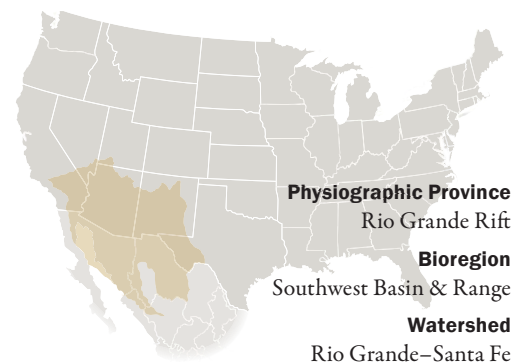 Physiographic Province
Rio Grande Rift
Bioregion
Southwest Basin & Range
Watershed
Rio Grande–Santa Fe